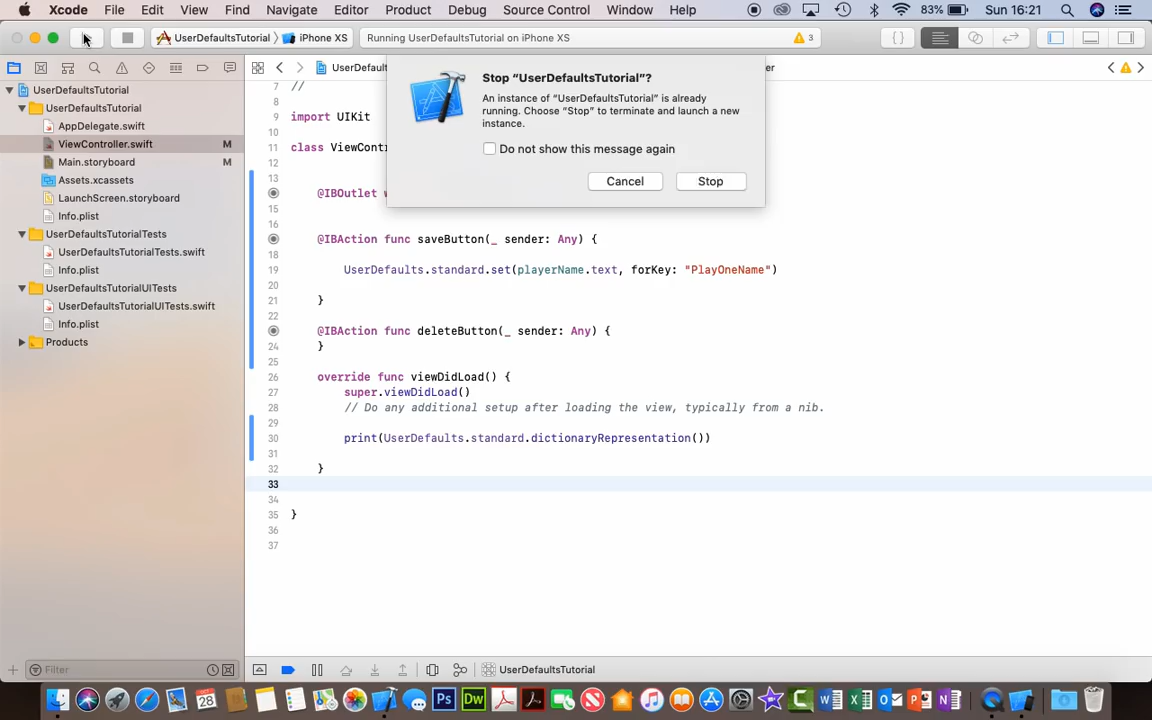 Xcode File Edit View Find Navigate Editor Product Debug Source Control Window Help 83% Sun 16:21
UserDefaultsTutorial iPhone XS Running UserDefaultsTutorial on iPhone XS 3
UserDefaultsTutorial
UserDefaultsTutorial
AppDelegate.swift
ViewController.swift M
Main.storyboard M
Assets.xcassets
LaunchScreen.storyboard
Info.plist
UserDefaultsTutorialTests
UserDefaultsTutorialTests.swift
Info.plist
UserDefaultsTutorialUITests
UserDefaultsTutorialUITests.swift
Info.plist
Products
Filter
Stop “UserDefaultsTutorial”?
An instance of “UserDefaultsTutorial” is already
running. Choose “Stop” to terminate and launch a new
instance.
Do not show this message again
Cancel Stop
7 //
8
9 import UIKit
10
11 class ViewContr
12
13 @IBOutlet w
15
16 @IBAction func saveButton(_ sender: Any) {
18
19 UserDefaults.standard.set(playerName.text, forKey: "PlayOneName")
20
21 }
22
23 @IBAction func deleteButton(_ sender: Any) {
24 }
25
26 override func viewDidLoad() {
27 super.viewDidLoad()
28 // Do any additional setup after loading the view, typically from a nib.
29
30 print(UserDefaults.standard.dictionaryRepresentation())
31
32 }
33
34
35 }
36
37
UserDefaultsTutorial